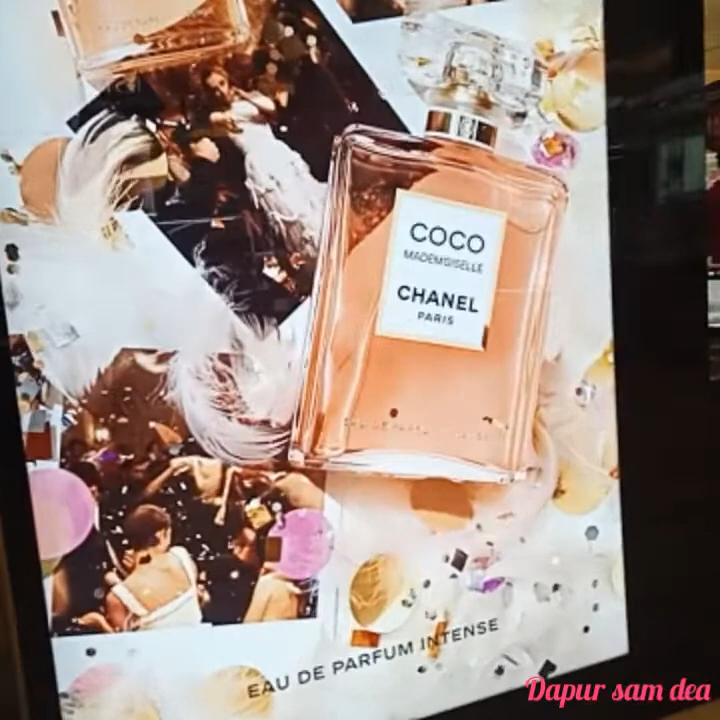 COCO
MADEMOISELLE
CHANEL
PARIS
EAU DE PARFUM INTENSE
Dapur sam dea